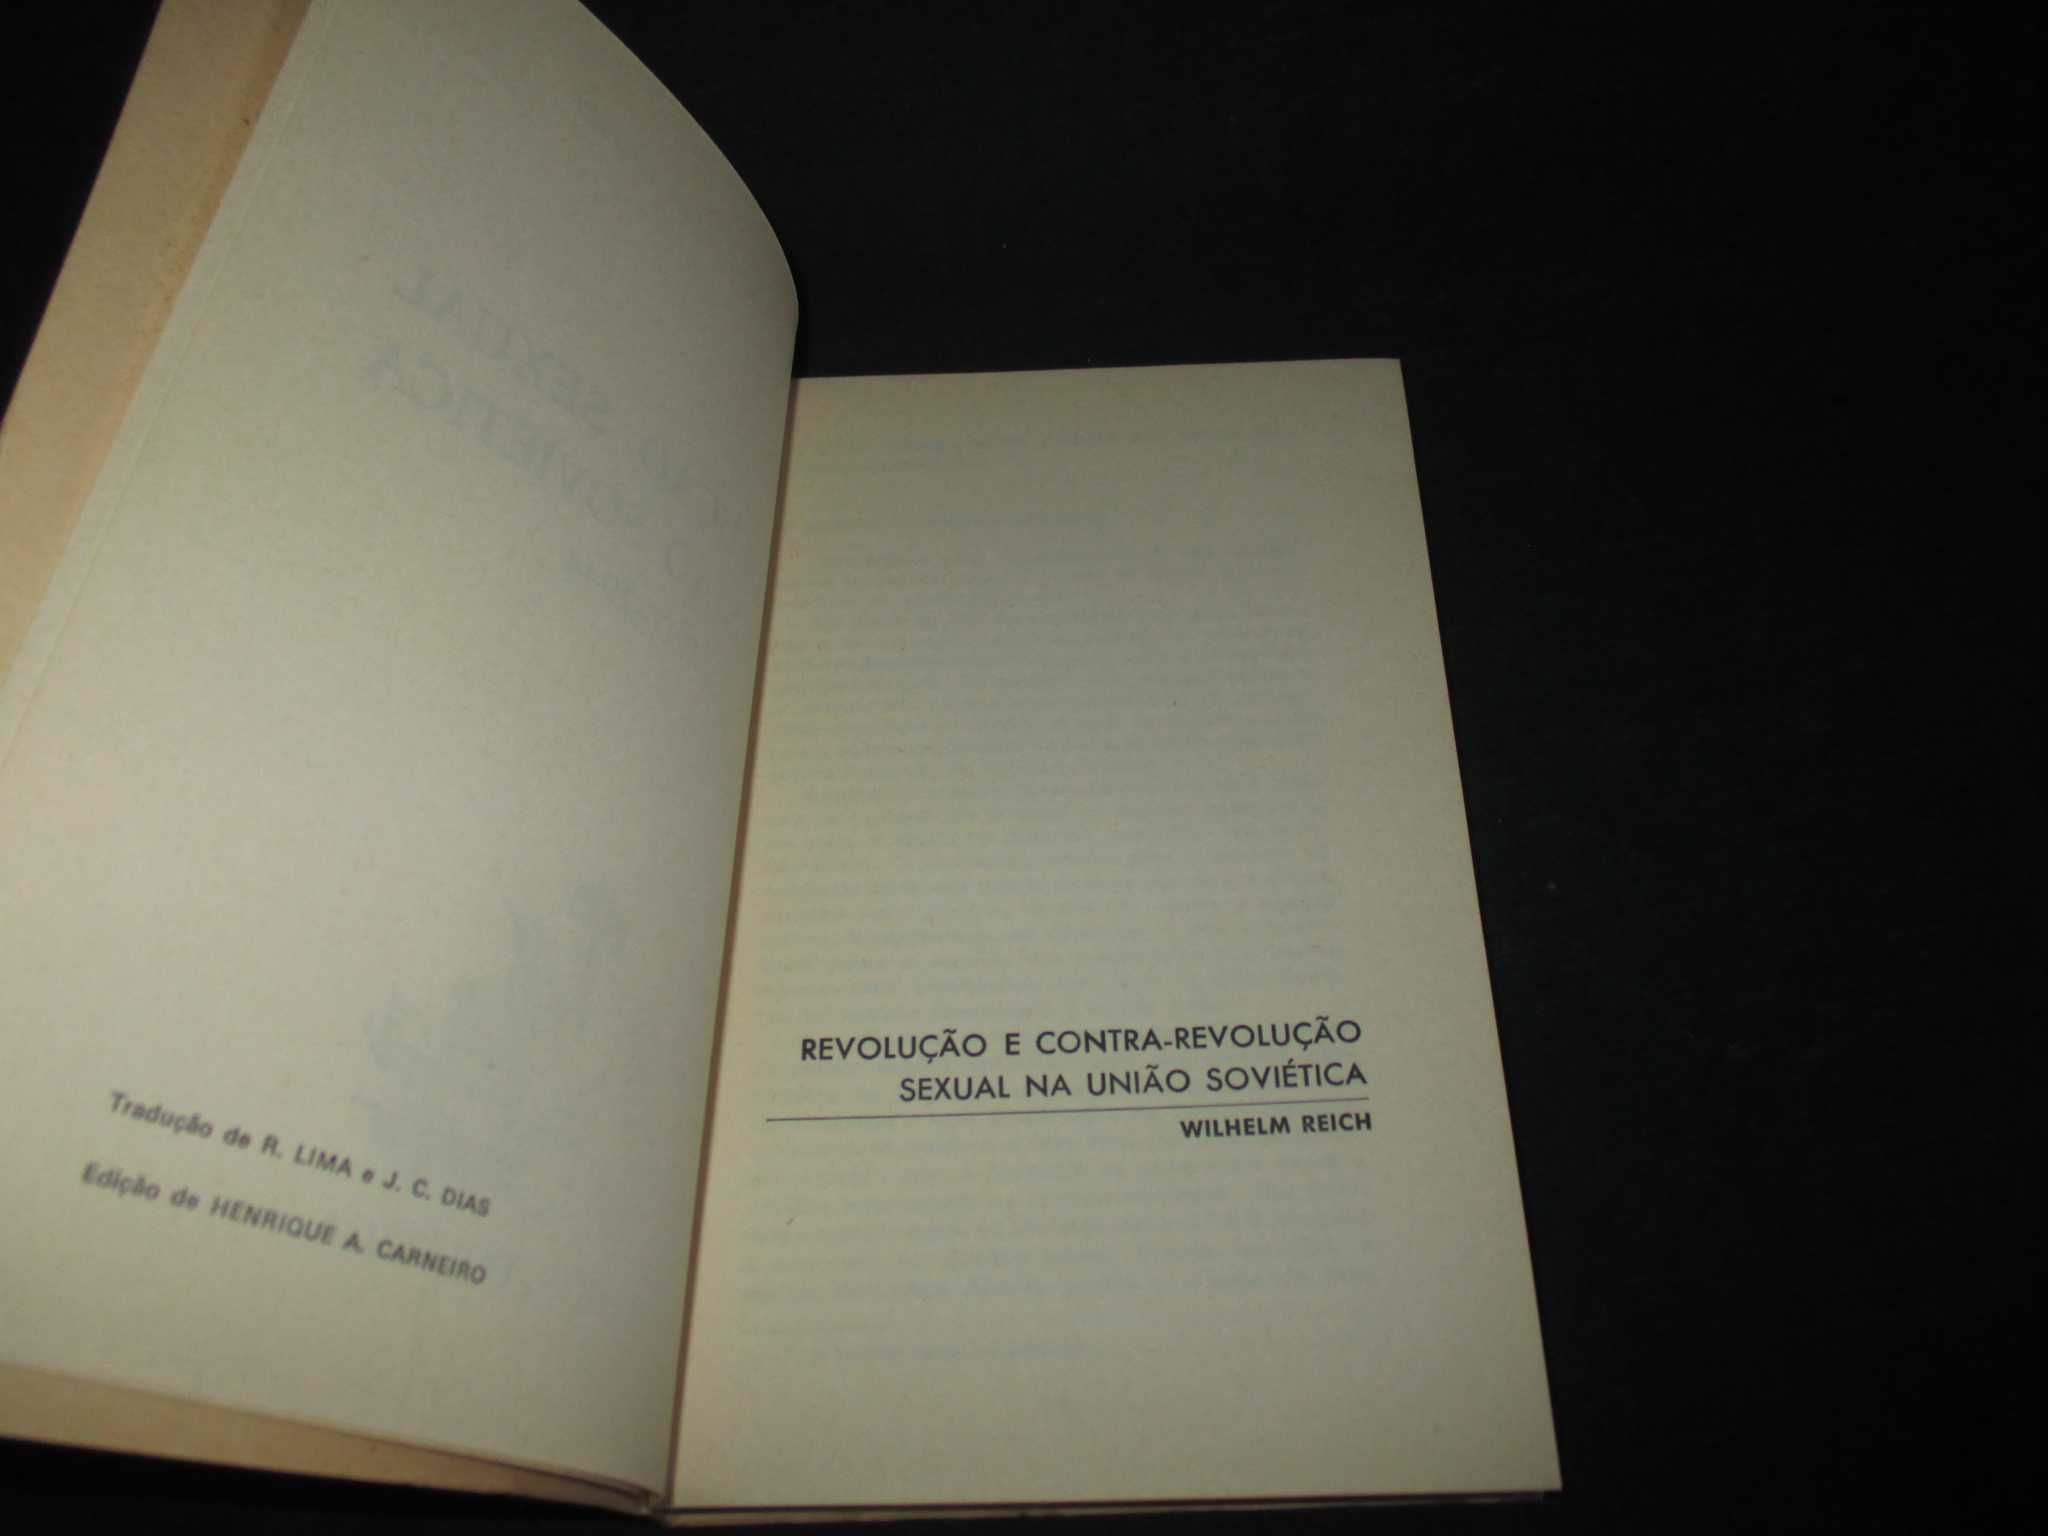 Tradução de R. LIMA e J. C. DIAS
Edição de HENRIQUE A. CARNEIRO
REVOLUÇÃO E CONTRA-REVOLUÇÃO
SEXUAL NA UNIÃO SOVIÉTICA
WILHELM REICH